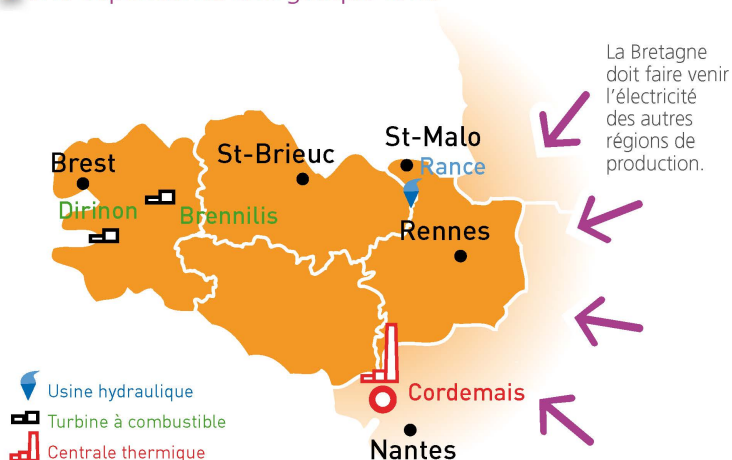 La Bretagne
doit faire venir
l'électricité
des autres
régions de
production.
St-Malo
Rance
St-Brieuc
Brest
Dirinon
Brennilis
Rennes
Cordemais
Nantes
Usine hydraulique
Turbine à combustible
Centrale thermique